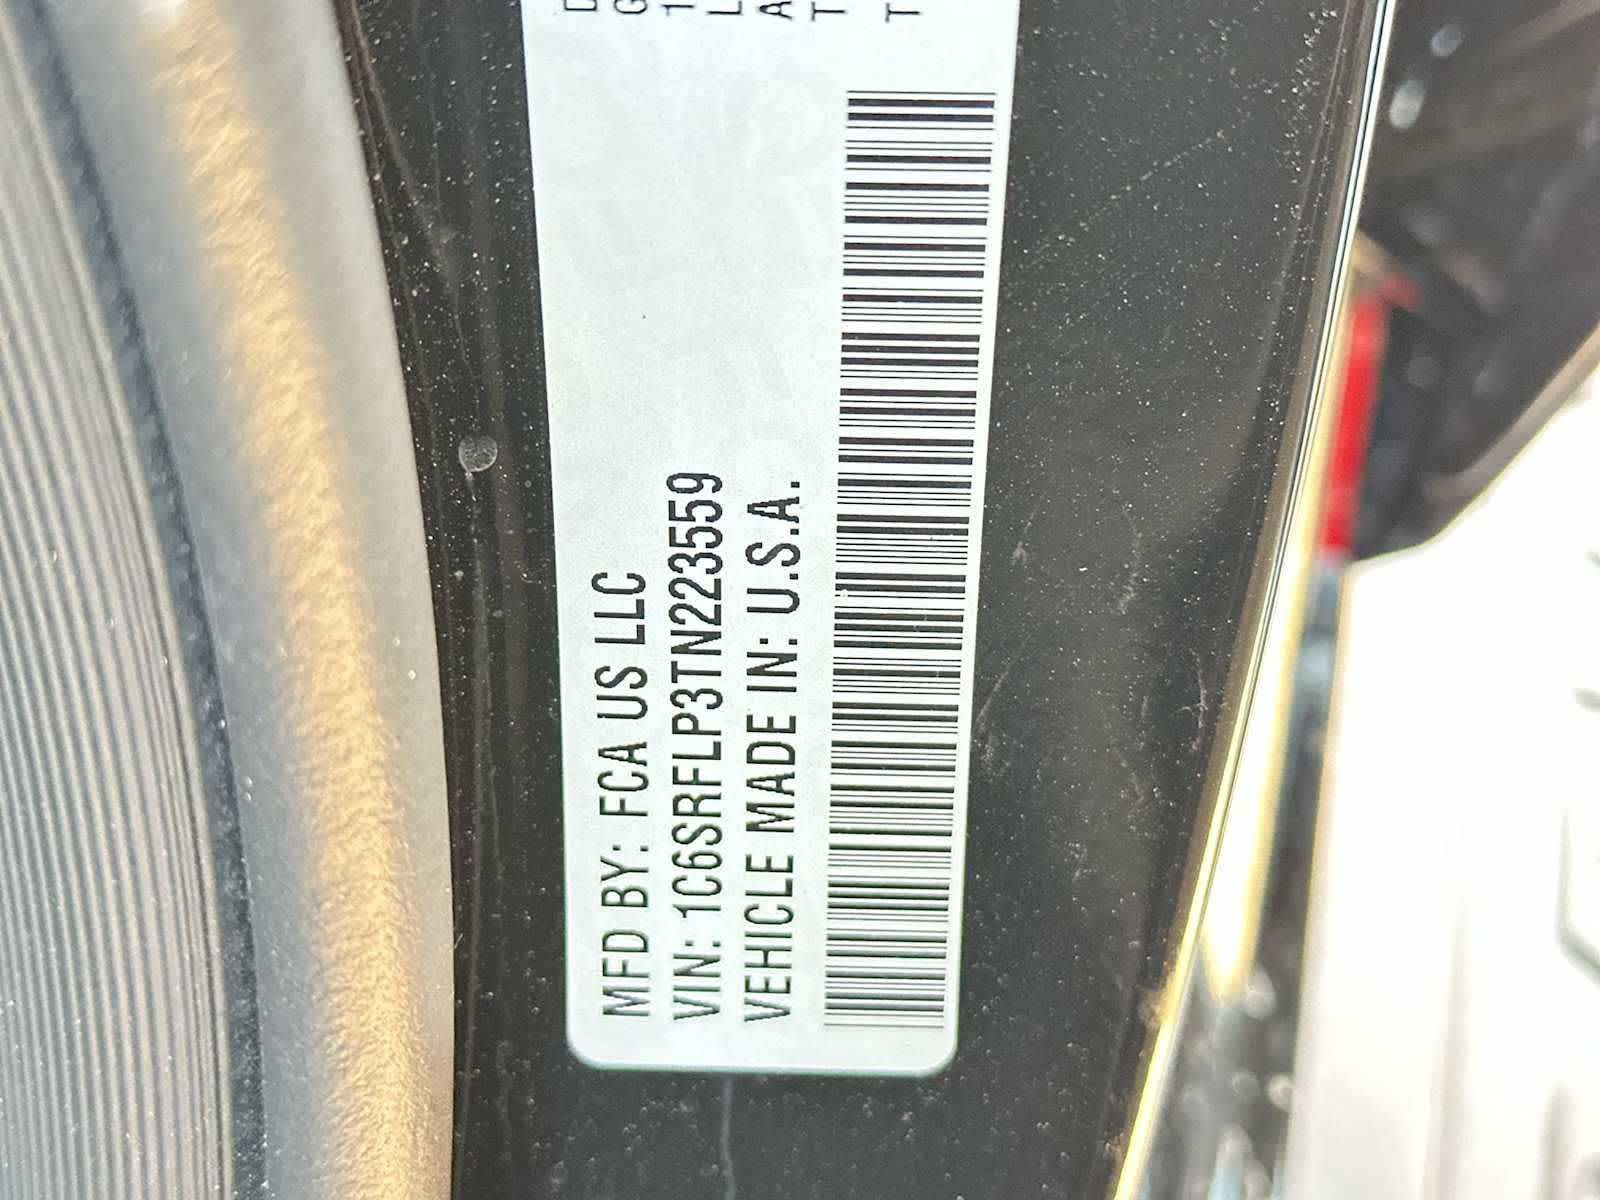 MFD BY: FCA US LLC
VIN: 1C6SRFLP3TN223559
VEHICLE MADE IN: U.S.A.